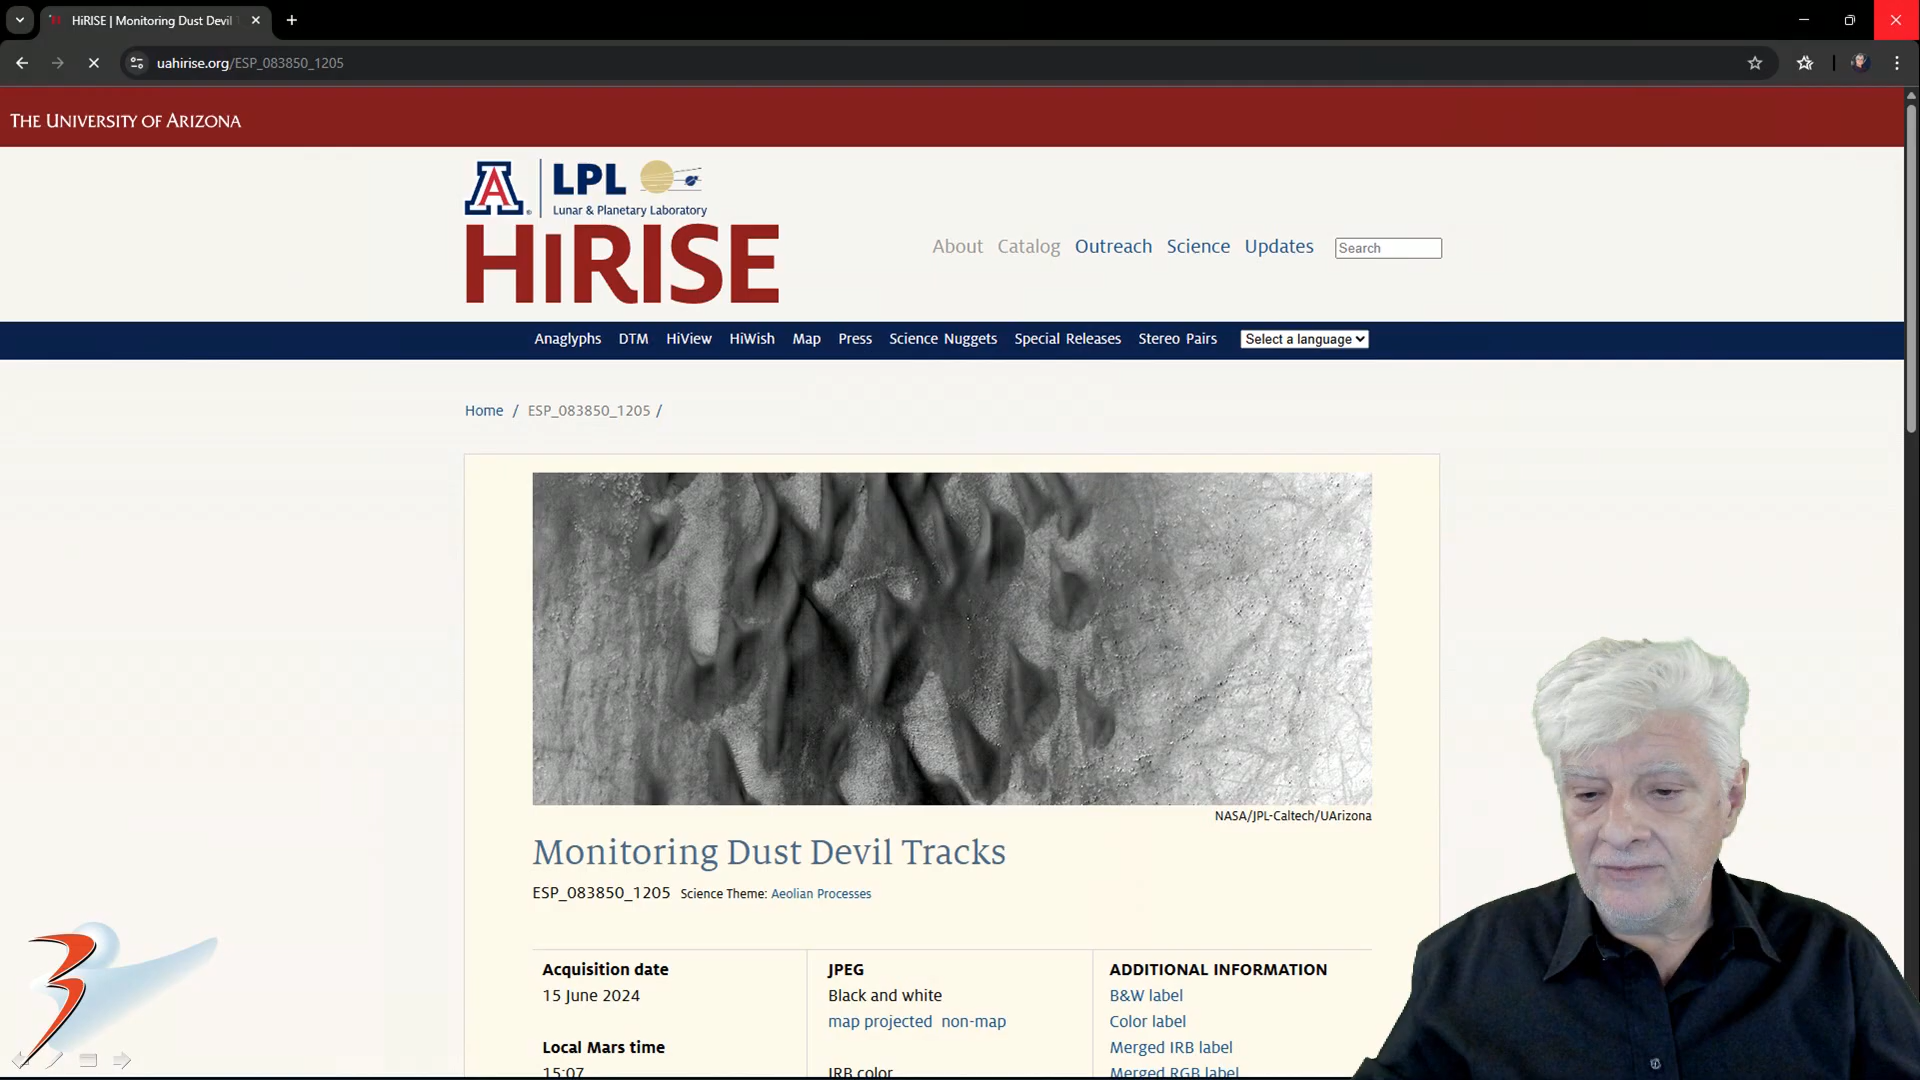 HiRISE | Monitoring Dust Devil T
uahirise.org/ESP_083850_1205
THE UNIVERSITY OF ARIZONA
A
LPL
Lunar & Planetary Laboratory
HiRISE
About Catalog Outreach Science Updates Search
Anaglyphs DTM HiView HiWish Map Press Science Nuggets Special Releases Stereo Pairs Select a language
Home / ESP_083850_1205 /
NASA/JPL-Caltech/UArizona
Monitoring Dust Devil Tracks
ESP_083850_1205 Science Theme: Aeolian Processes
Acquisition date
15 June 2024
Local Mars time
15:07
JPEG
Black and white
map projected non-map
IRB color
ADDITIONAL INFORMATION
B&W label
Color label
Merged IRB label
Merged RGB label